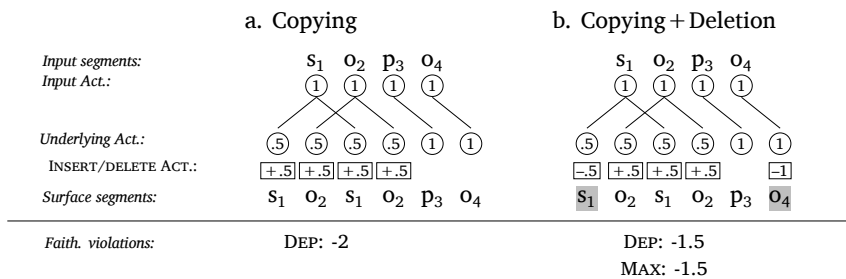 a. Copying b. Copying + Deletion
Input segments: s₁ o₂ p₃ o₄ s₁ o₂ p₃ o₄
Input Act.: 1 1 1 1 1 1 1 1
Underlying Act.: .5 .5 .5 .5 1 1 .5 .5 .5 .5 1 1
INSERT/DELETE ACT.: +.5 +.5 +.5 +.5 −.5 +.5 +.5 +.5 −1
Surface segments: s₁ o₂ s₁ o₂ p₃ o₄ s₁ o₂ s₁ o₂ p₃ o₄
Faith. violations: DEP: -2 DEP: -1.5
MAX: -1.5